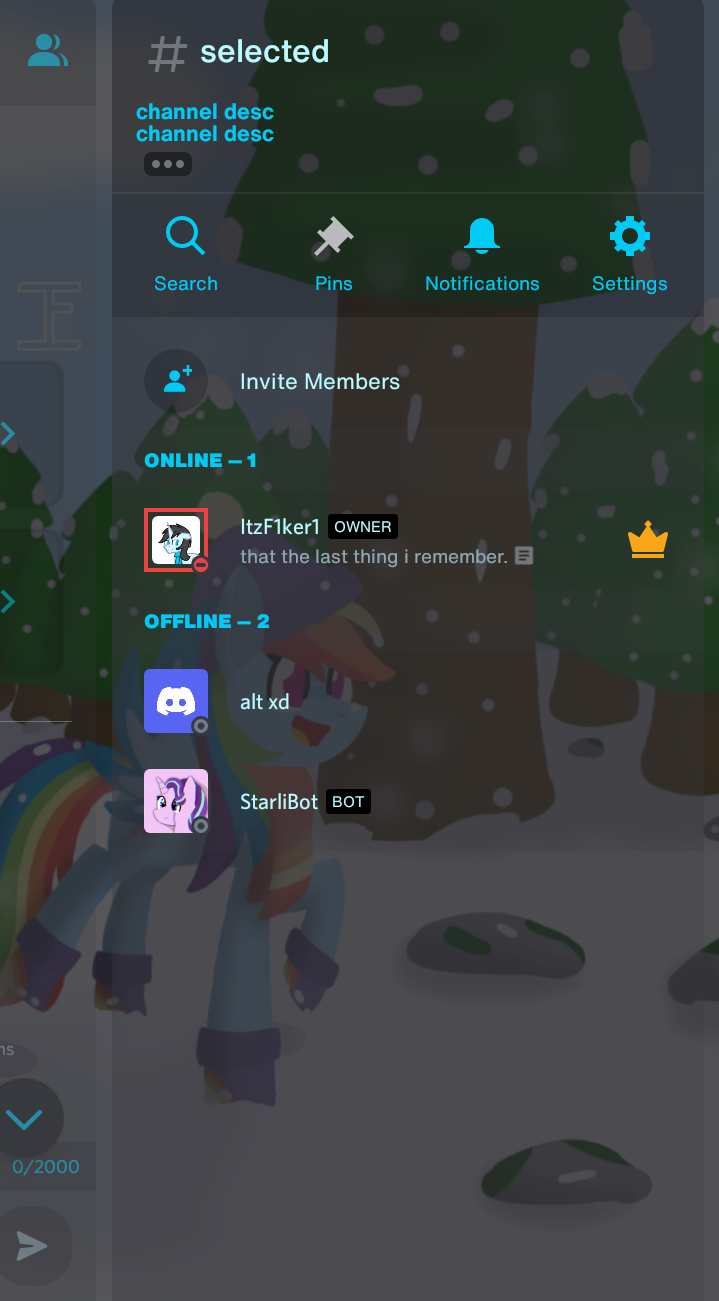 # selected
channel desc
channel desc
Search
Pins
Notifications
Settings
Invite Members
ONLINE — 1
ItzF1ker1 OWNER
that the last thing i remember.
OFFLINE — 2
alt xd
StarliBot BOT
0/2000